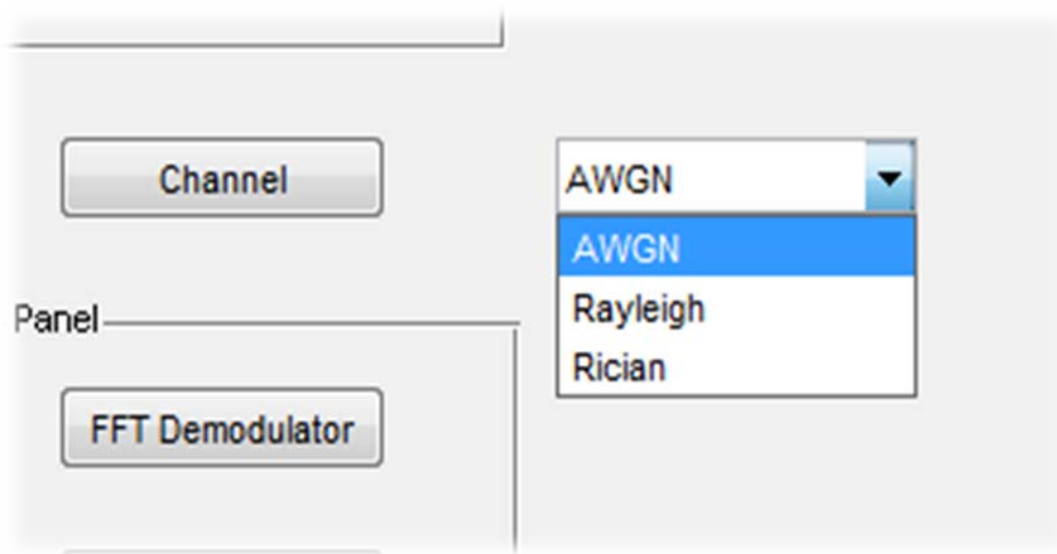 Channel
AWGN
AWGN
Rayleigh
Rician
Panel
FFT Demodulator